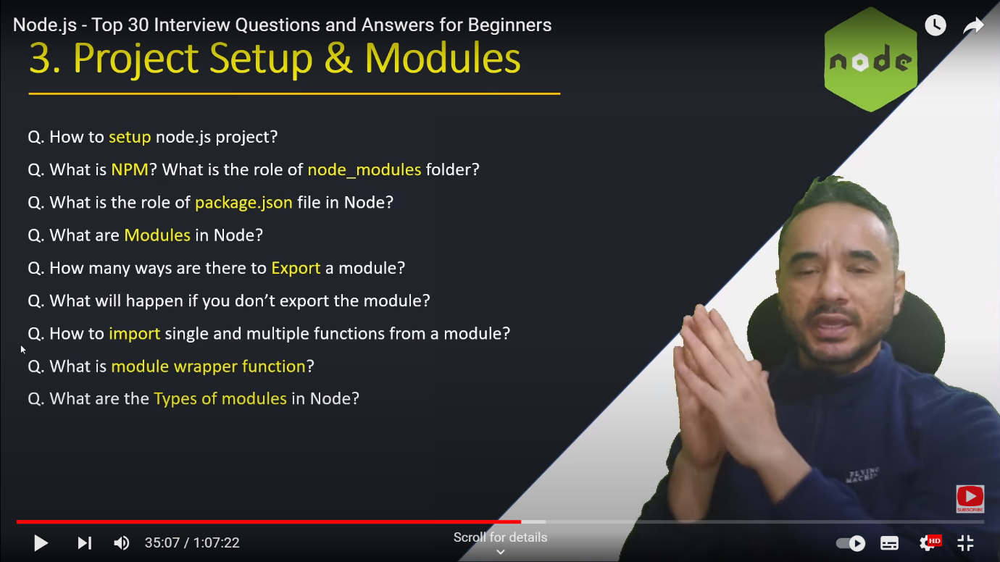 Node.js - Top 30 Interview Questions and Answers for Beginners
3. Project Setup & Modules
node
Q. How to setup node.js project?
Q. What is NPM? What is the role of node_modules folder?
Q. What is the role of package.json file in Node?
Q. What are Modules in Node?
Q. How many ways are there to Export a module?
Q. What will happen if you don’t export the module?
Q. How to import single and multiple functions from a module?
Q. What is module wrapper function?
Q. What are the Types of modules in Node?
FLYING
MACHINE
SUBSCRIBE
35:07 / 1:07:22
Scroll for details
HD